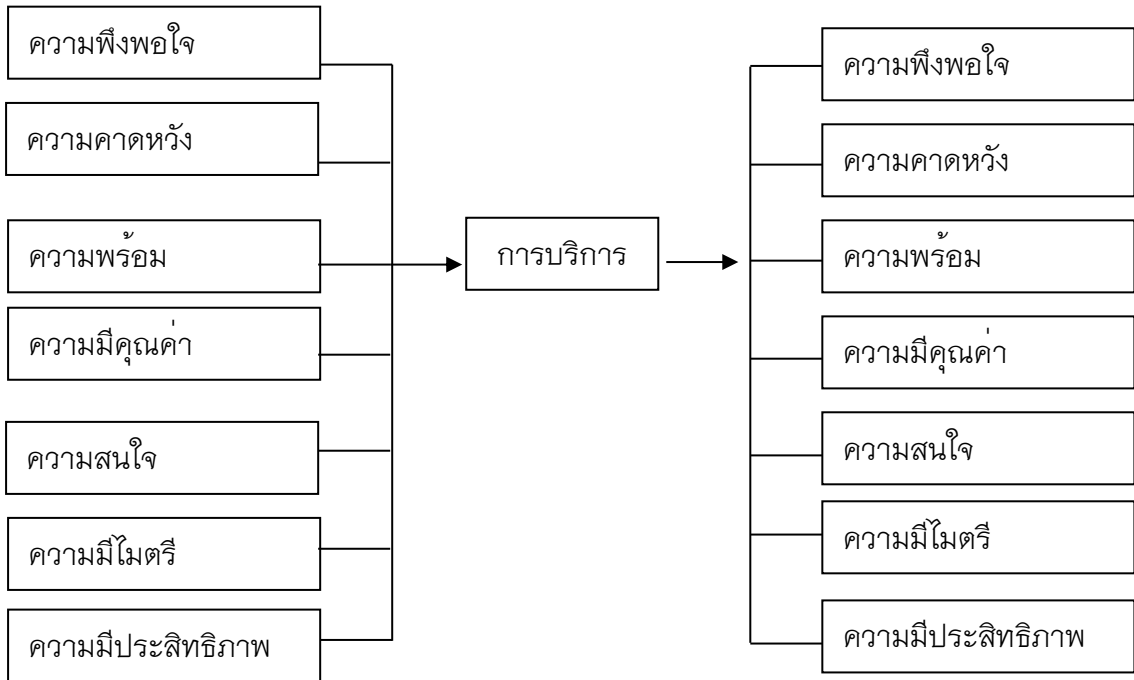 ความพึงพอใจ
ความคาดหวัง
ความพร้อม
ความมีคุณค่า
ความสนใจ
ความมีไมตรี
ความมีประสิทธิภาพ
การบริการ
ความพึงพอใจ
ความคาดหวัง
ความพร้อม
ความมีคุณค่า
ความสนใจ
ความมีไมตรี
ความมีประสิทธิภาพ